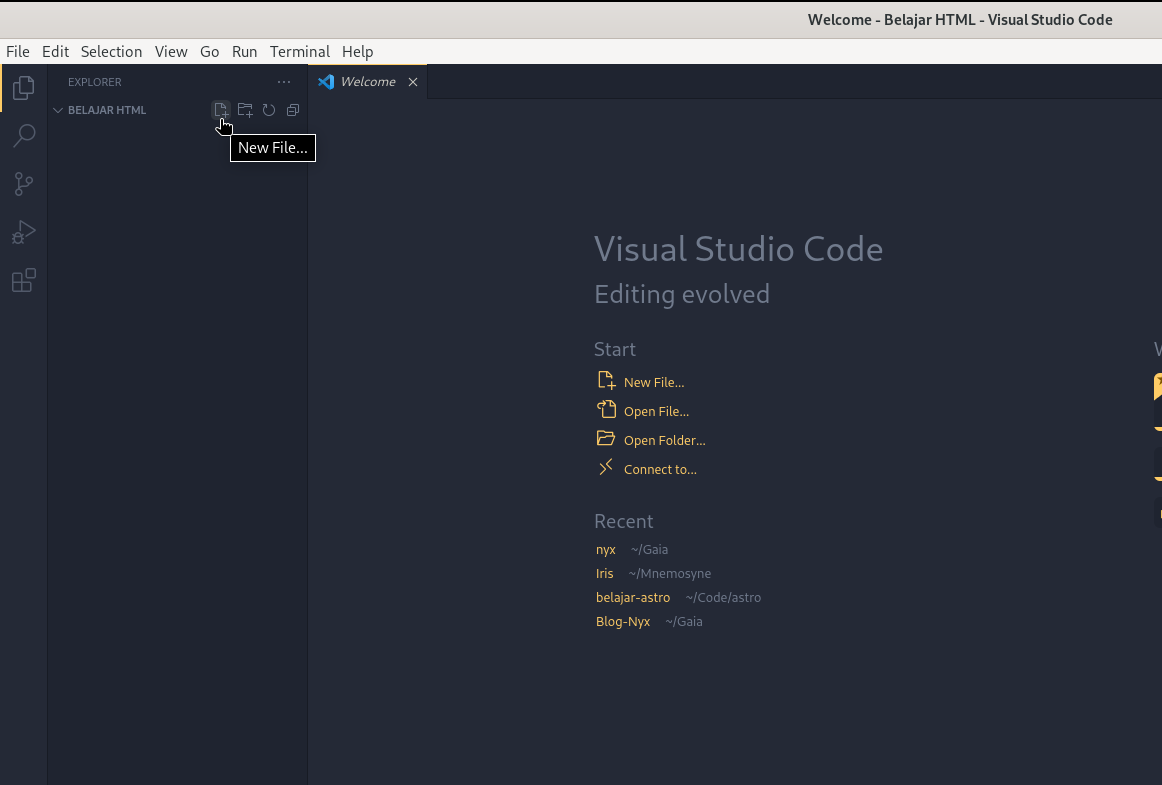 Welcome - Belajar HTML - Visual Studio Code
File Edit Selection View Go Run Terminal Help
EXPLORER
Welcome
BELAJAR HTML
New File...
Visual Studio Code
Editing evolved
Start
New File...
Open File...
Open Folder...
Connect to...
Recent
nyx ~/Gaia
Iris ~/Mnemosyne
belajar-astro ~/Code/astro
Blog-Nyx ~/Gaia